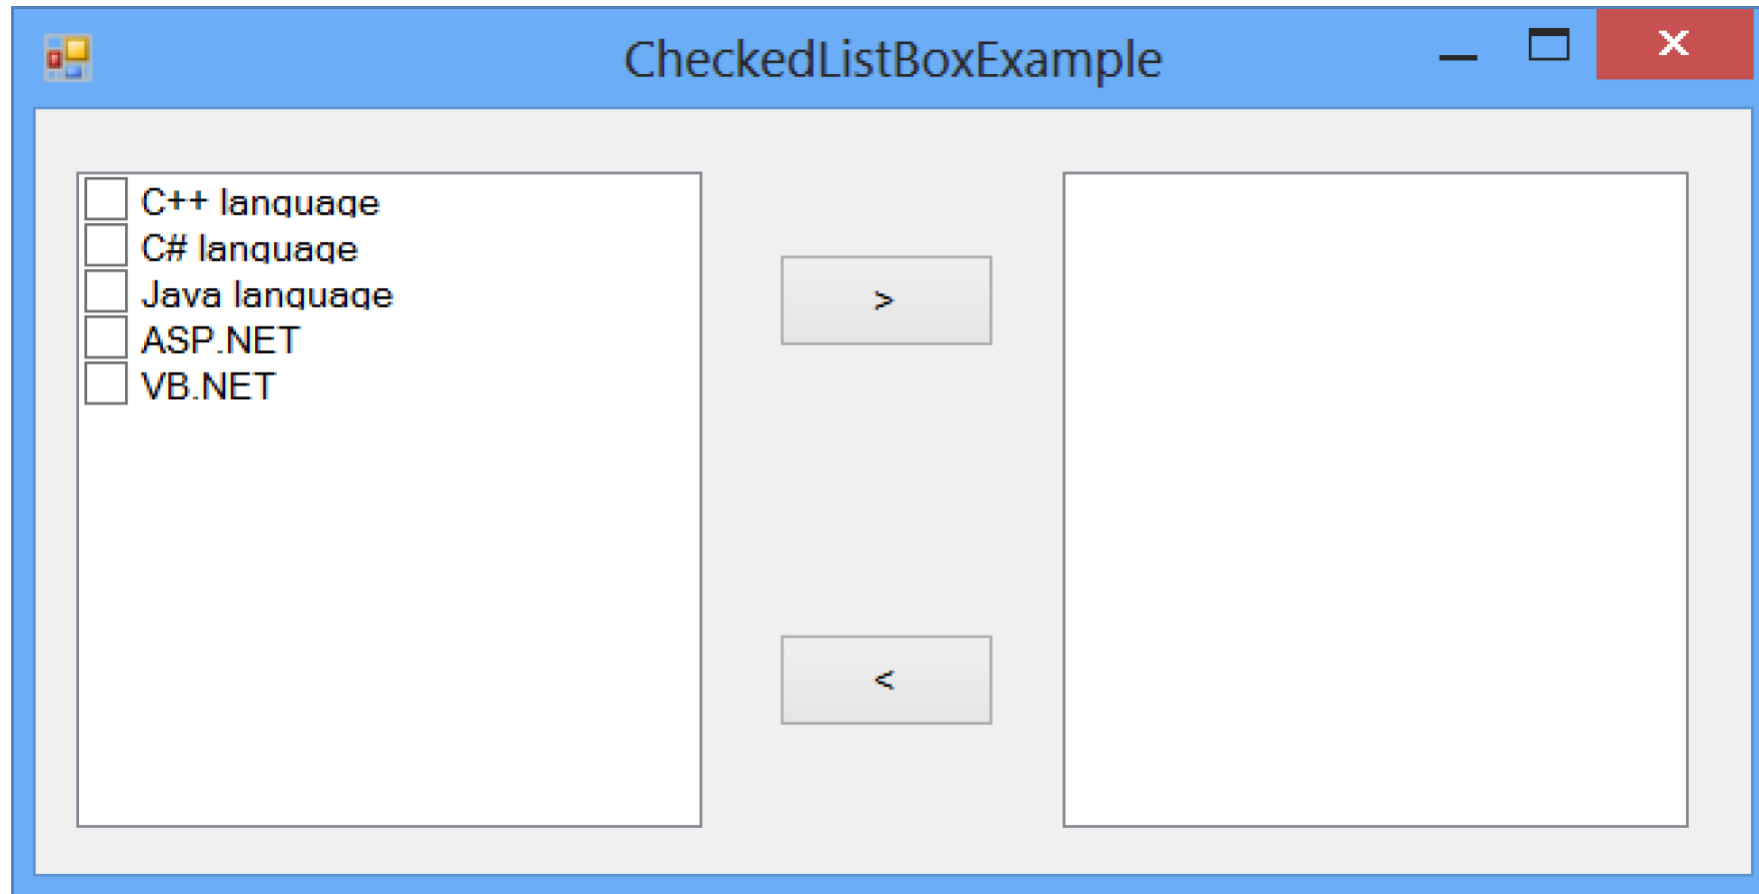 CheckedListBoxExample
C++ language
C# language
Java language
ASP.NET
VB.NET
>
<